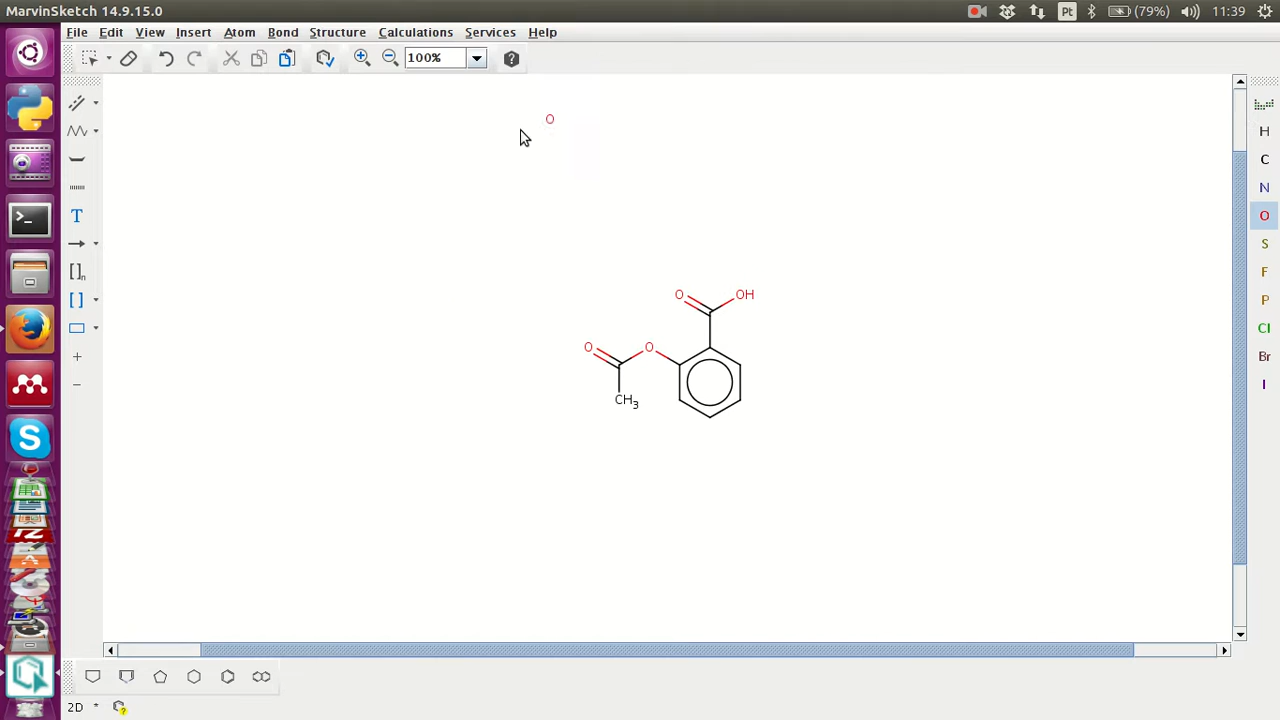 MarvinSketch 14.9.15.0
Pt
(79%)
11:39
File Edit View Insert Atom Bond Structure Calculations Services Help
100%
O
H
C
N
O
S
F
P
Cl
Br
I
T
[]n
[]
O
OH
O
O
CH3
2D *